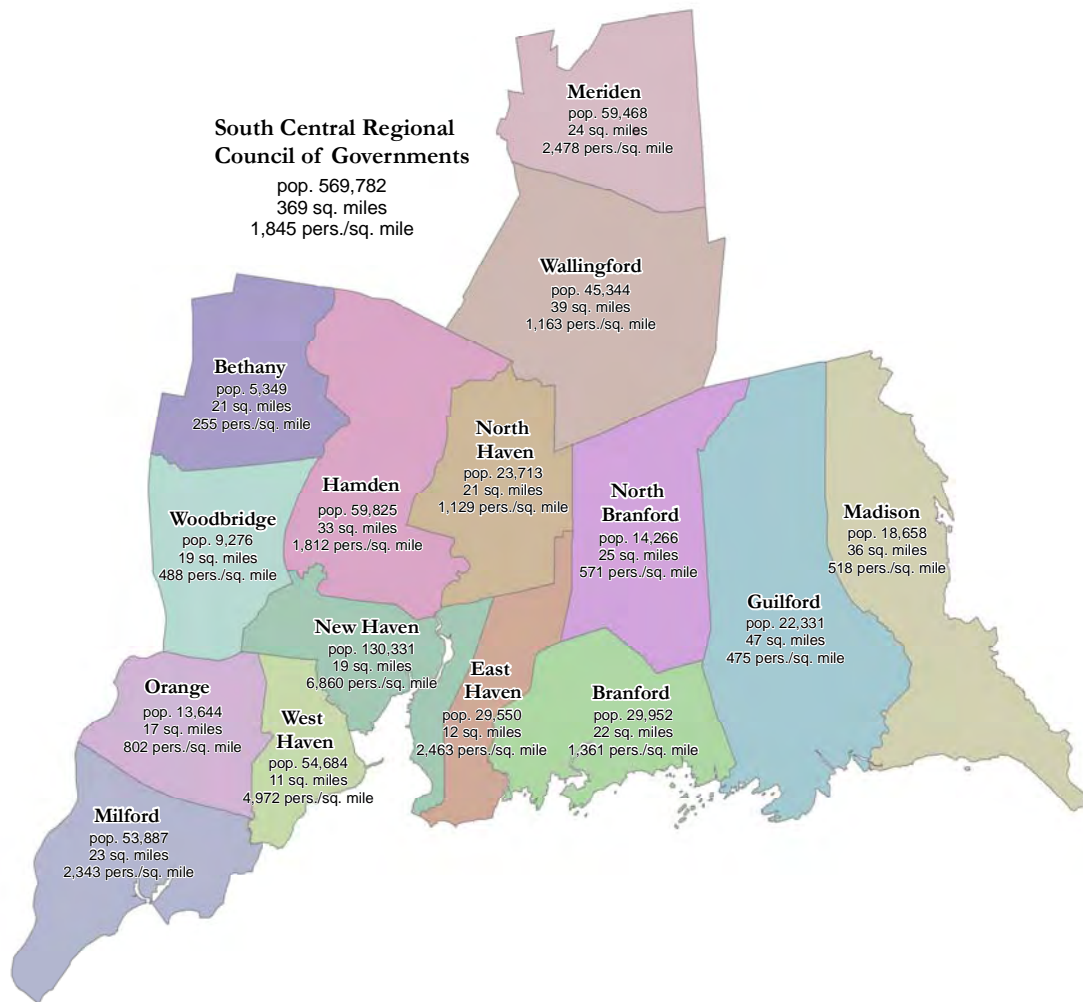 Meriden
pop. 59,468
24 sq. miles
2,478 pers./sq. mile
South Central Regional
Council of Governments
pop. 569,782
369 sq. miles
1,845 pers./sq. mile
Wallingford
pop. 45,344
39 sq. miles
1,163 pers./sq. mile
Bethany
pop. 5,349
21 sq. miles
255 pers./sq. mile
North
Haven
pop. 23,713
21 sq. miles
1,129 pers./sq. mile
Hamden
pop. 59,825
33 sq. miles
1,812 pers./sq. mile
North
Branford
pop. 14,266
25 sq. miles
571 pers./sq. mile
Madison
pop. 18,658
36 sq. miles
518 pers./sq. mile
Woodbridge
pop. 9,276
19 sq. miles
488 pers./sq. mile
Guilford
pop. 22,331
47 sq. miles
475 pers./sq. mile
New Haven
pop. 130,331
19 sq. miles
6,860 pers./sq. mile
East
Haven
pop. 29,550
12 sq. miles
2,463 pers./sq. mile
Branford
pop. 29,952
22 sq. miles
1,361 pers./sq. mile
Orange
pop. 13,644
17 sq. miles
802 pers./sq. mile
West
Haven
pop. 54,684
11 sq. miles
4,972 pers./sq. mile
Milford
pop. 53,887
23 sq. miles
2,343 pers./sq. mile